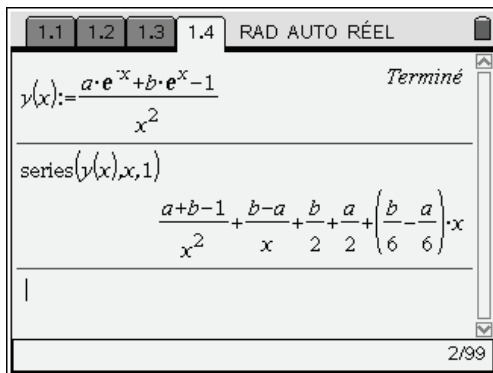 1.1 1.2 1.3 1.4 RAD AUTO RÉEL
y(x):=(a·e^(-x)+b·e^x−1)/x^2 Terminé
series(y(x),x,1)
(a+b−1)/x^2+(b−a)/x+b/2+a/2+(b/6−a/6)·x
2/99